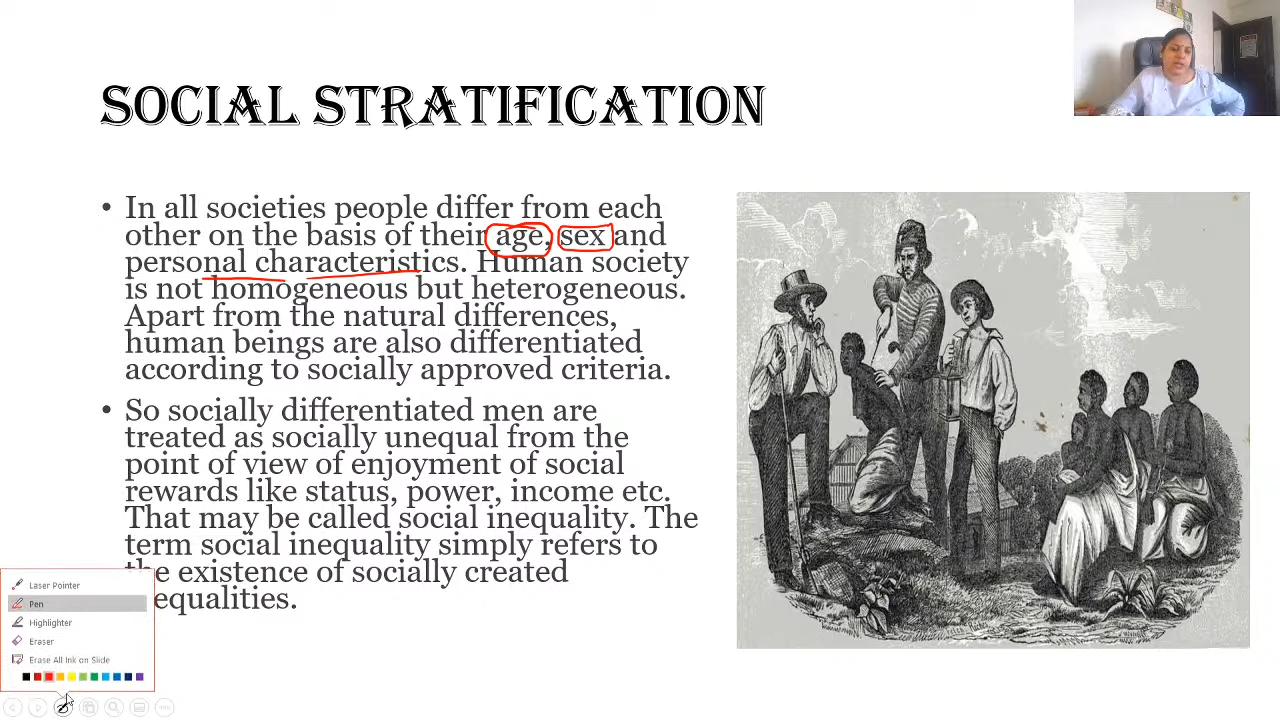 SOCIAL STRATIFICATION
• In all societies people differ from each
other on the basis of their age, sex and
personal characteristics. Human society
is not homogeneous but heterogeneous.
Apart from the natural differences,
human beings are also differentiated
according to socially approved criteria.
• So socially differentiated men are
treated as socially unequal from the
point of view of enjoyment of social
rewards like status, power, income etc.
That may be called social inequality. The
term social inequality simply refers to
the existence of socially created
equalities.
Laser Pointer
Pen
Highlighter
Eraser
Erase All Ink on Slide